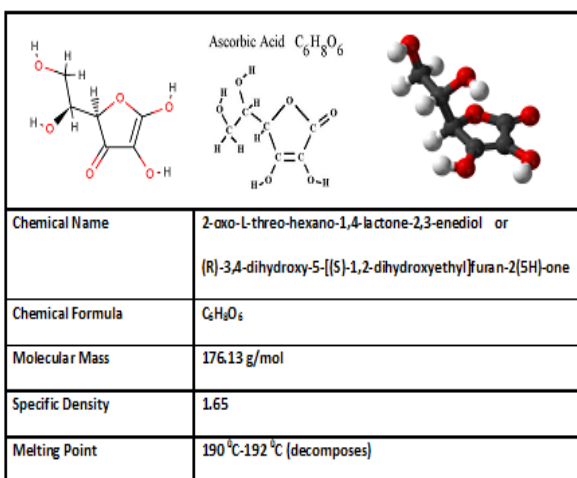 Ascorbic Acid C₆H₈O₆
H
O
H
H
H
O
H
H
O
H
O
O-H
H
O
H
H
O
H
O
C
H
H
H
O
O
C
C
C=C
H
O
O
H
Chemical Name
2-oxo-L-threo-hexano-1,4-lactone-2,3-enediol or
(R)-3,4-dihydroxy-5-[(S)-1,2-dihydroxyethyl]furan-2(5H)-one
Chemical Formula
C₆H₈O₆
Molecular Mass
176.13 g/mol
Specific Density
1.65
Melting Point
190 ⁰C-192 ⁰C (decomposes)